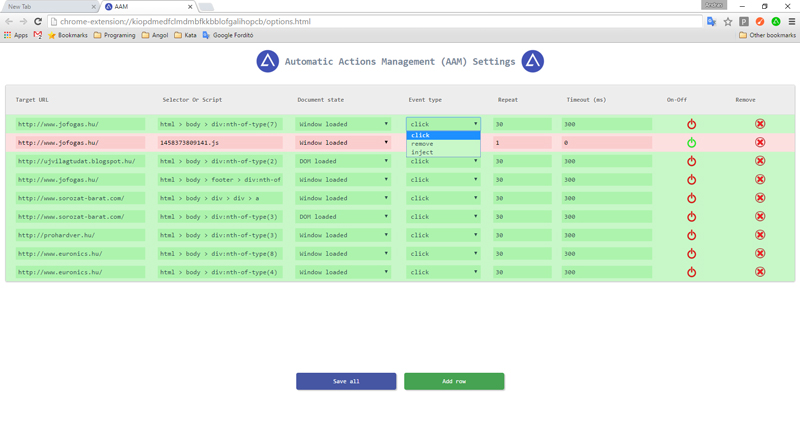 New Tab
AAM
Andras
chrome-extension://kiopdmedfclmdmbfkkbblofgalihopcb/options.html
Apps Bookmarks Programing Angol Kata Google Fordító Other bookmarks
Automatic Actions Management (AAM) Settings
Target URL Selector Or Script Document state Event type Repeat Timeout (ms) On-Off Remove
http://www.jofogas.hu/ html > body > div:nth-of-type(7) Window loaded click 30 300
click
http://www.jofogas.hu/ 1458373809141.js Window loaded remove 1 0
inject
http://ujvilagtudat.blogspot.hu/ html > body > div:nth-of-type(2) DOM loaded click 30 300
http://www.jofogas.hu/ html > body > footer > div:nth-of Window loaded click 30 300
http://www.sorozat-barat.com/ html > body > div > div > a Window loaded click 30 300
http://www.sorozat-barat.com/ html > body > div:nth-of-type(3) DOM loaded click 30 300
http://prohardver.hu/ html > body > div:nth-of-type(3) Window loaded click 30 300
http://www.euronics.hu/ html > body > div:nth-of-type(8) Window loaded click 30 300
http://www.euronics.hu/ html > body > div:nth-of-type(4) Window loaded click 30 300
Save all Add row